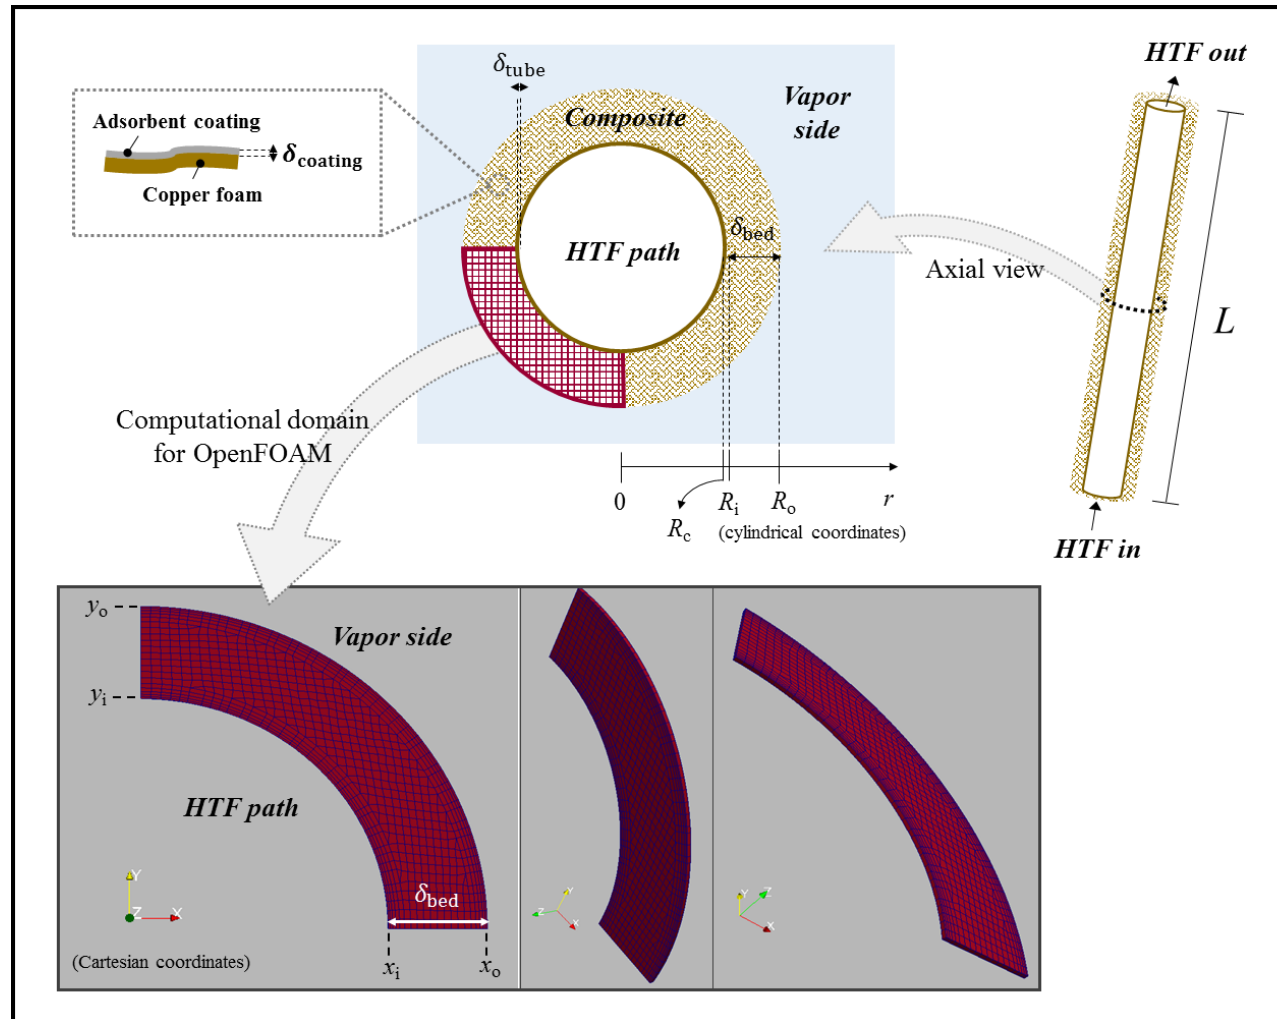 δtube
Composite
Vapor
side
Adsorbent coating
δcoating
Copper foam
HTF path
δbed
HTF out
Axial view
L
HTF in
Computational domain
for OpenFOAM
0
Rc
Ri
Ro
r
(cylindrical coordinates)
yo
yi
Vapor side
HTF path
δbed
Y
Z
X
(Cartesian coordinates)
xi
xo
Y
Z
X
Y
Z
X